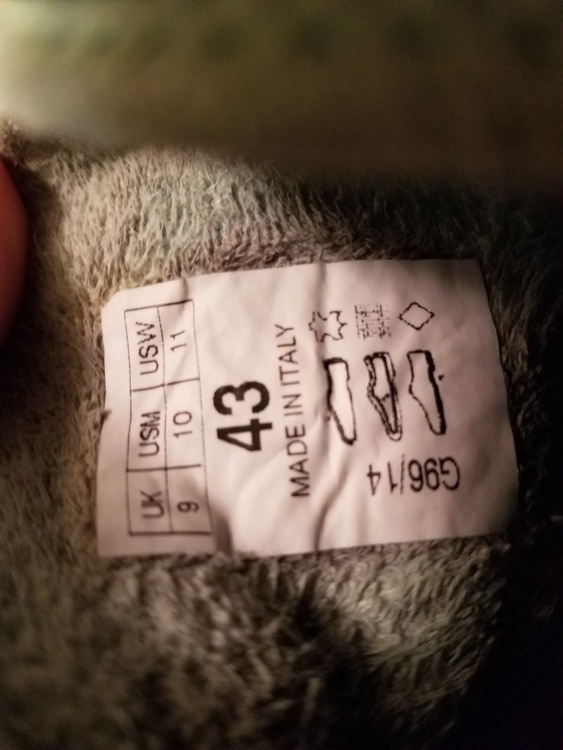 UK USM USW
9 10 11
43
MADE IN ITALY
G96/14